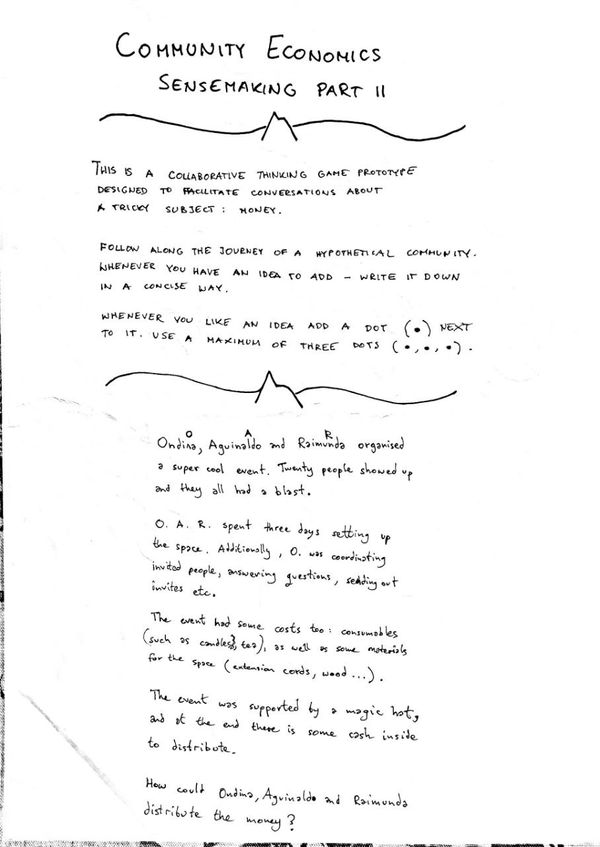 COMMUNITY ECONOMICS
SENSEMAKING PART II
THIS IS A COLLABORATIVE THINKING GAME PROTOTYPE
DESIGNED TO FACILITATE CONVERSATIONS ABOUT
A TRICKY SUBJECT: MONEY.
FOLLOW ALONG THE JOURNEY OF A HYPOTHETICAL COMMUNITY.
WHENEVER YOU HAVE AN IDEA TO ADD – WRITE IT DOWN
IN A CONCISE WAY.
WHENEVER YOU LIKE AN IDEA ADD A DOT (•) NEXT
TO IT. USE A MAXIMUM OF THREE DOTS (•,•,•).
O A R
Ondina, Aguinaldo and Raimunda organised
a super cool event. Twenty people showed up
and they all had a blast.
O. A. R. spent three days setting up
the space. Additionally, O. was coordinating
invited people, answering questions, sending out
invites etc.
The event had some costs too: consumables
(such as candles, tea), as well as some materials
for the space (extension cords, wood...).
The event was supported by a magic hat,
and at the end there is some cash inside
to distribute.
How could Ondina, Aguinaldo and Raimunda
distribute the money?